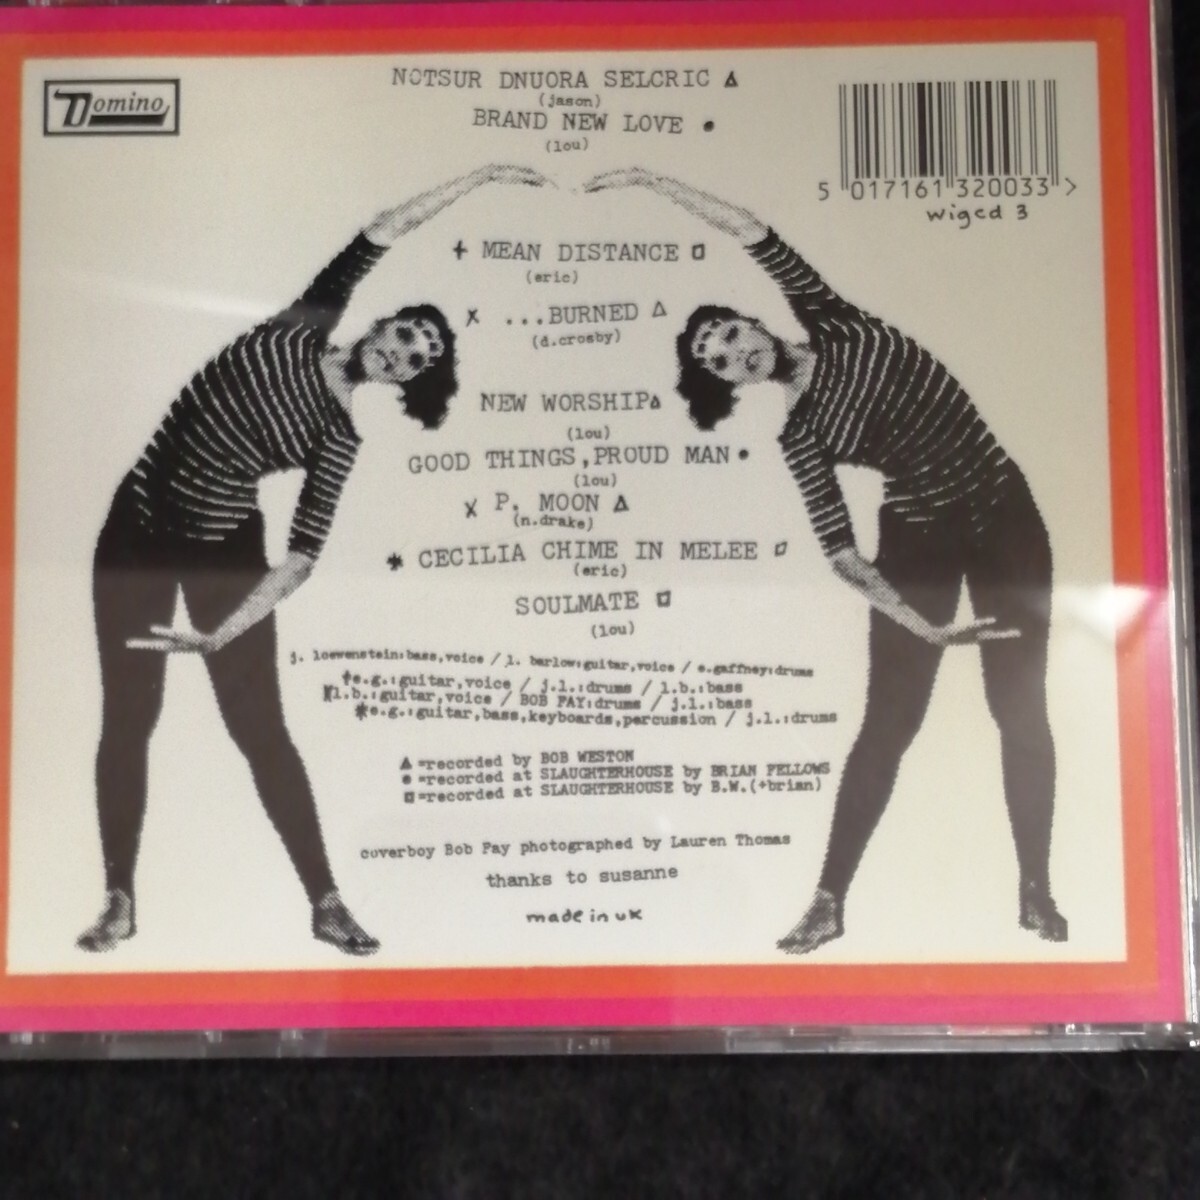 Domino
NOTSUR DNUORA SELCRIC △
(jason)
BRAND NEW LOVE ●
(lou)
5 017161 320033 >
wigcd 3
+ MEAN DISTANCE □
(eric)
x ...BURNED △
(d.crosby)
NEW WORSHIP△
(lou)
GOOD THINGS,PROUD MAN ●
(lou)
x P. MOON △
(n.drake)
* CECILIA CHIME IN MELEE □
(eric)
SOULMATE □
(lou)
j. loewenstein:bass,voice / l. barlow:guitar,voice / e.gaffney:drums
+e.g.:guitar,voice / j.l.:drums / l.b.:bass
xl.b.:guitar,voice / BOB FAY:drums / j.l.:bass
*e.g.:guitar,bass,keyboards,percussion / j.l.:drums
△ =recorded by BOB WESTON
● =recorded at SLAUGHTERHOUSE by BRIAN FELLOWS
□ =recorded at SLAUGHTERHOUSE by B.W.(+brian)
coverboy Bob Fay photographed by Lauren Thomas
thanks to susanne
made in uk